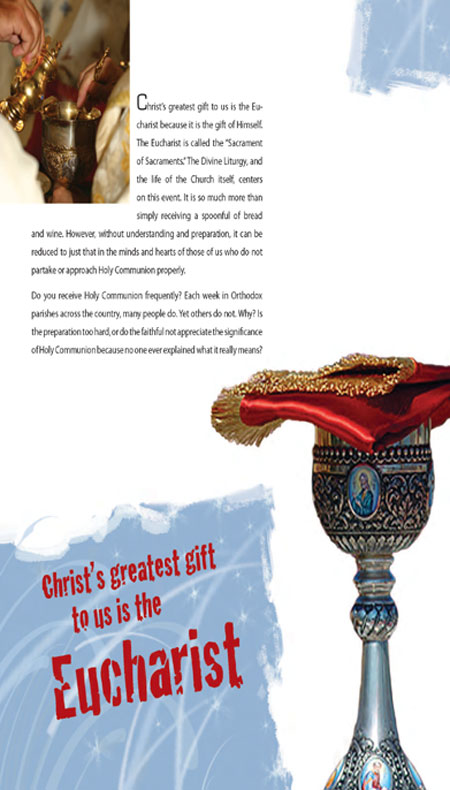 Christ's greatest gift to us is the Eu-
charist because it is the gift of Himself.
The Eucharist is called the "Sacrament
of Sacraments." The Divine Liturgy, and
the life of the Church itself, centers
on this event. It is so much more than
simply receiving a spoonful of bread
and wine. However, without understanding and preparation, it can be
reduced to just that in the minds and hearts of those of us who do not
partake or approach Holy Communion properly.
Do you receive Holy Communion frequently? Each week in Orthodox
parishes across the country, many people do. Yet others do not. Why? Is
the preparation too hard, or do the faithful not appreciate the significance
of Holy Communion because no one ever explained what it really means?
Christ's greatest gift
to us is the
Eucharist